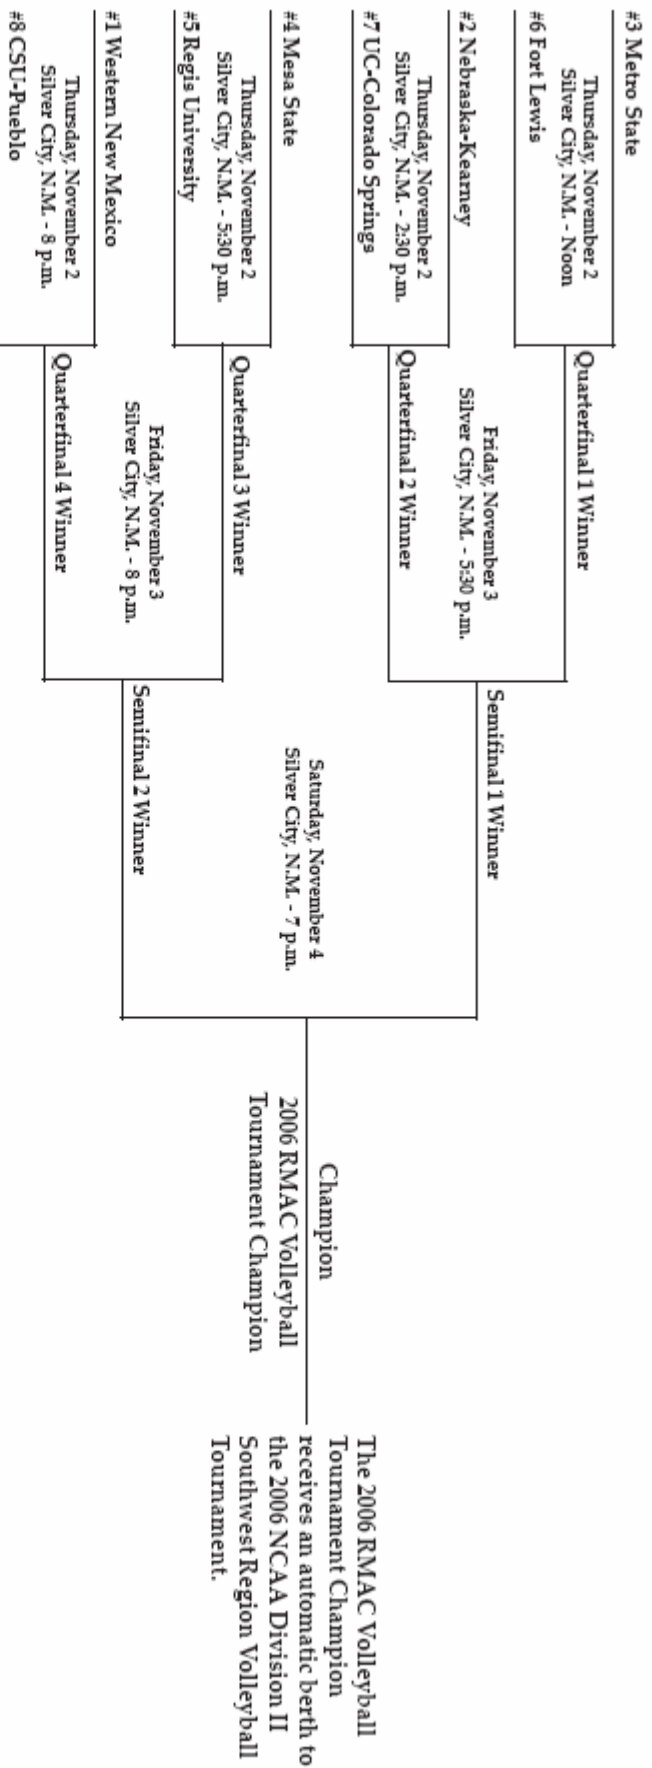 #3 Metro State
Thursday, November 2
Silver City, N.M. - Noon
#6 Fort Lewis
Quarterfinal 1 Winner
Friday, November 3
Silver City, N.M. - 5:30 p.m.
#2 Nebraska-Kearney
Thursday, November 2
Silver City, N.M. - 2:30 p.m.
#7 UC-Colorado Springs
Quarterfinal 2 Winner
Semifinal 1 Winner
Saturday, November 4
Silver City, N.M. - 7 p.m.
#4 Mesa State
Thursday, November 2
Silver City, N.M. - 5:30 p.m.
#5 Regis University
Quarterfinal 3 Winner
Friday, November 3
Silver City, N.M. - 8 p.m.
#1 Western New Mexico
Thursday, November 2
Silver City, N.M. - 8 p.m.
#8 CSU-Pueblo
Quarterfinal 4 Winner
Semifinal 2 Winner
Champion
2006 RMAC Volleyball
Tournament Champion
The 2006 RMAC Volleyball
Tournament Champion
receives an automatic berth to
the 2006 NCAA Division II
Southwest Region Volleyball
Tournament.